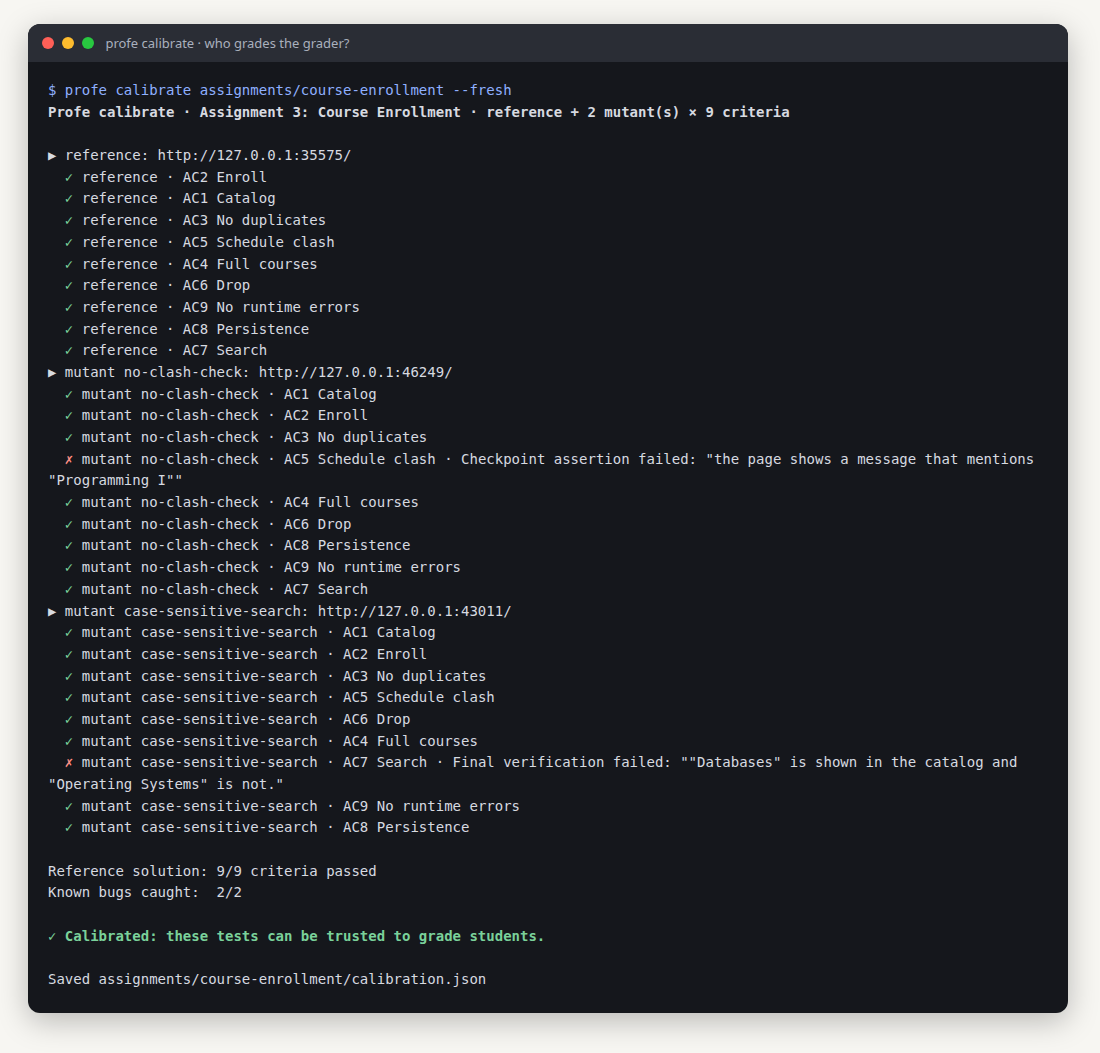 profe calibrate · who grades the grader?
$ profe calibrate assignments/course-enrollment --fresh
Profe calibrate · Assignment 3: Course Enrollment · reference + 2 mutant(s) × 9 criteria
▶ reference: http://127.0.0.1:35575/
✓ reference · AC2 Enroll
✓ reference · AC1 Catalog
✓ reference · AC3 No duplicates
✓ reference · AC5 Schedule clash
✓ reference · AC4 Full courses
✓ reference · AC6 Drop
✓ reference · AC9 No runtime errors
✓ reference · AC8 Persistence
✓ reference · AC7 Search
▶ mutant no-clash-check: http://127.0.0.1:46249/
✓ mutant no-clash-check · AC1 Catalog
✓ mutant no-clash-check · AC2 Enroll
✓ mutant no-clash-check · AC3 No duplicates
✗ mutant no-clash-check · AC5 Schedule clash · Checkpoint assertion failed: "the page shows a message that mentions
"Programming I""
✓ mutant no-clash-check · AC4 Full courses
✓ mutant no-clash-check · AC6 Drop
✓ mutant no-clash-check · AC8 Persistence
✓ mutant no-clash-check · AC9 No runtime errors
✓ mutant no-clash-check · AC7 Search
▶ mutant case-sensitive-search: http://127.0.0.1:43011/
✓ mutant case-sensitive-search · AC1 Catalog
✓ mutant case-sensitive-search · AC2 Enroll
✓ mutant case-sensitive-search · AC3 No duplicates
✓ mutant case-sensitive-search · AC5 Schedule clash
✓ mutant case-sensitive-search · AC6 Drop
✓ mutant case-sensitive-search · AC4 Full courses
✗ mutant case-sensitive-search · AC7 Search · Final verification failed: ""Databases" is shown in the catalog and
"Operating Systems" is not."
✓ mutant case-sensitive-search · AC9 No runtime errors
✓ mutant case-sensitive-search · AC8 Persistence
Reference solution: 9/9 criteria passed
Known bugs caught:  2/2
✓ Calibrated: these tests can be trusted to grade students.
Saved assignments/course-enrollment/calibration.json